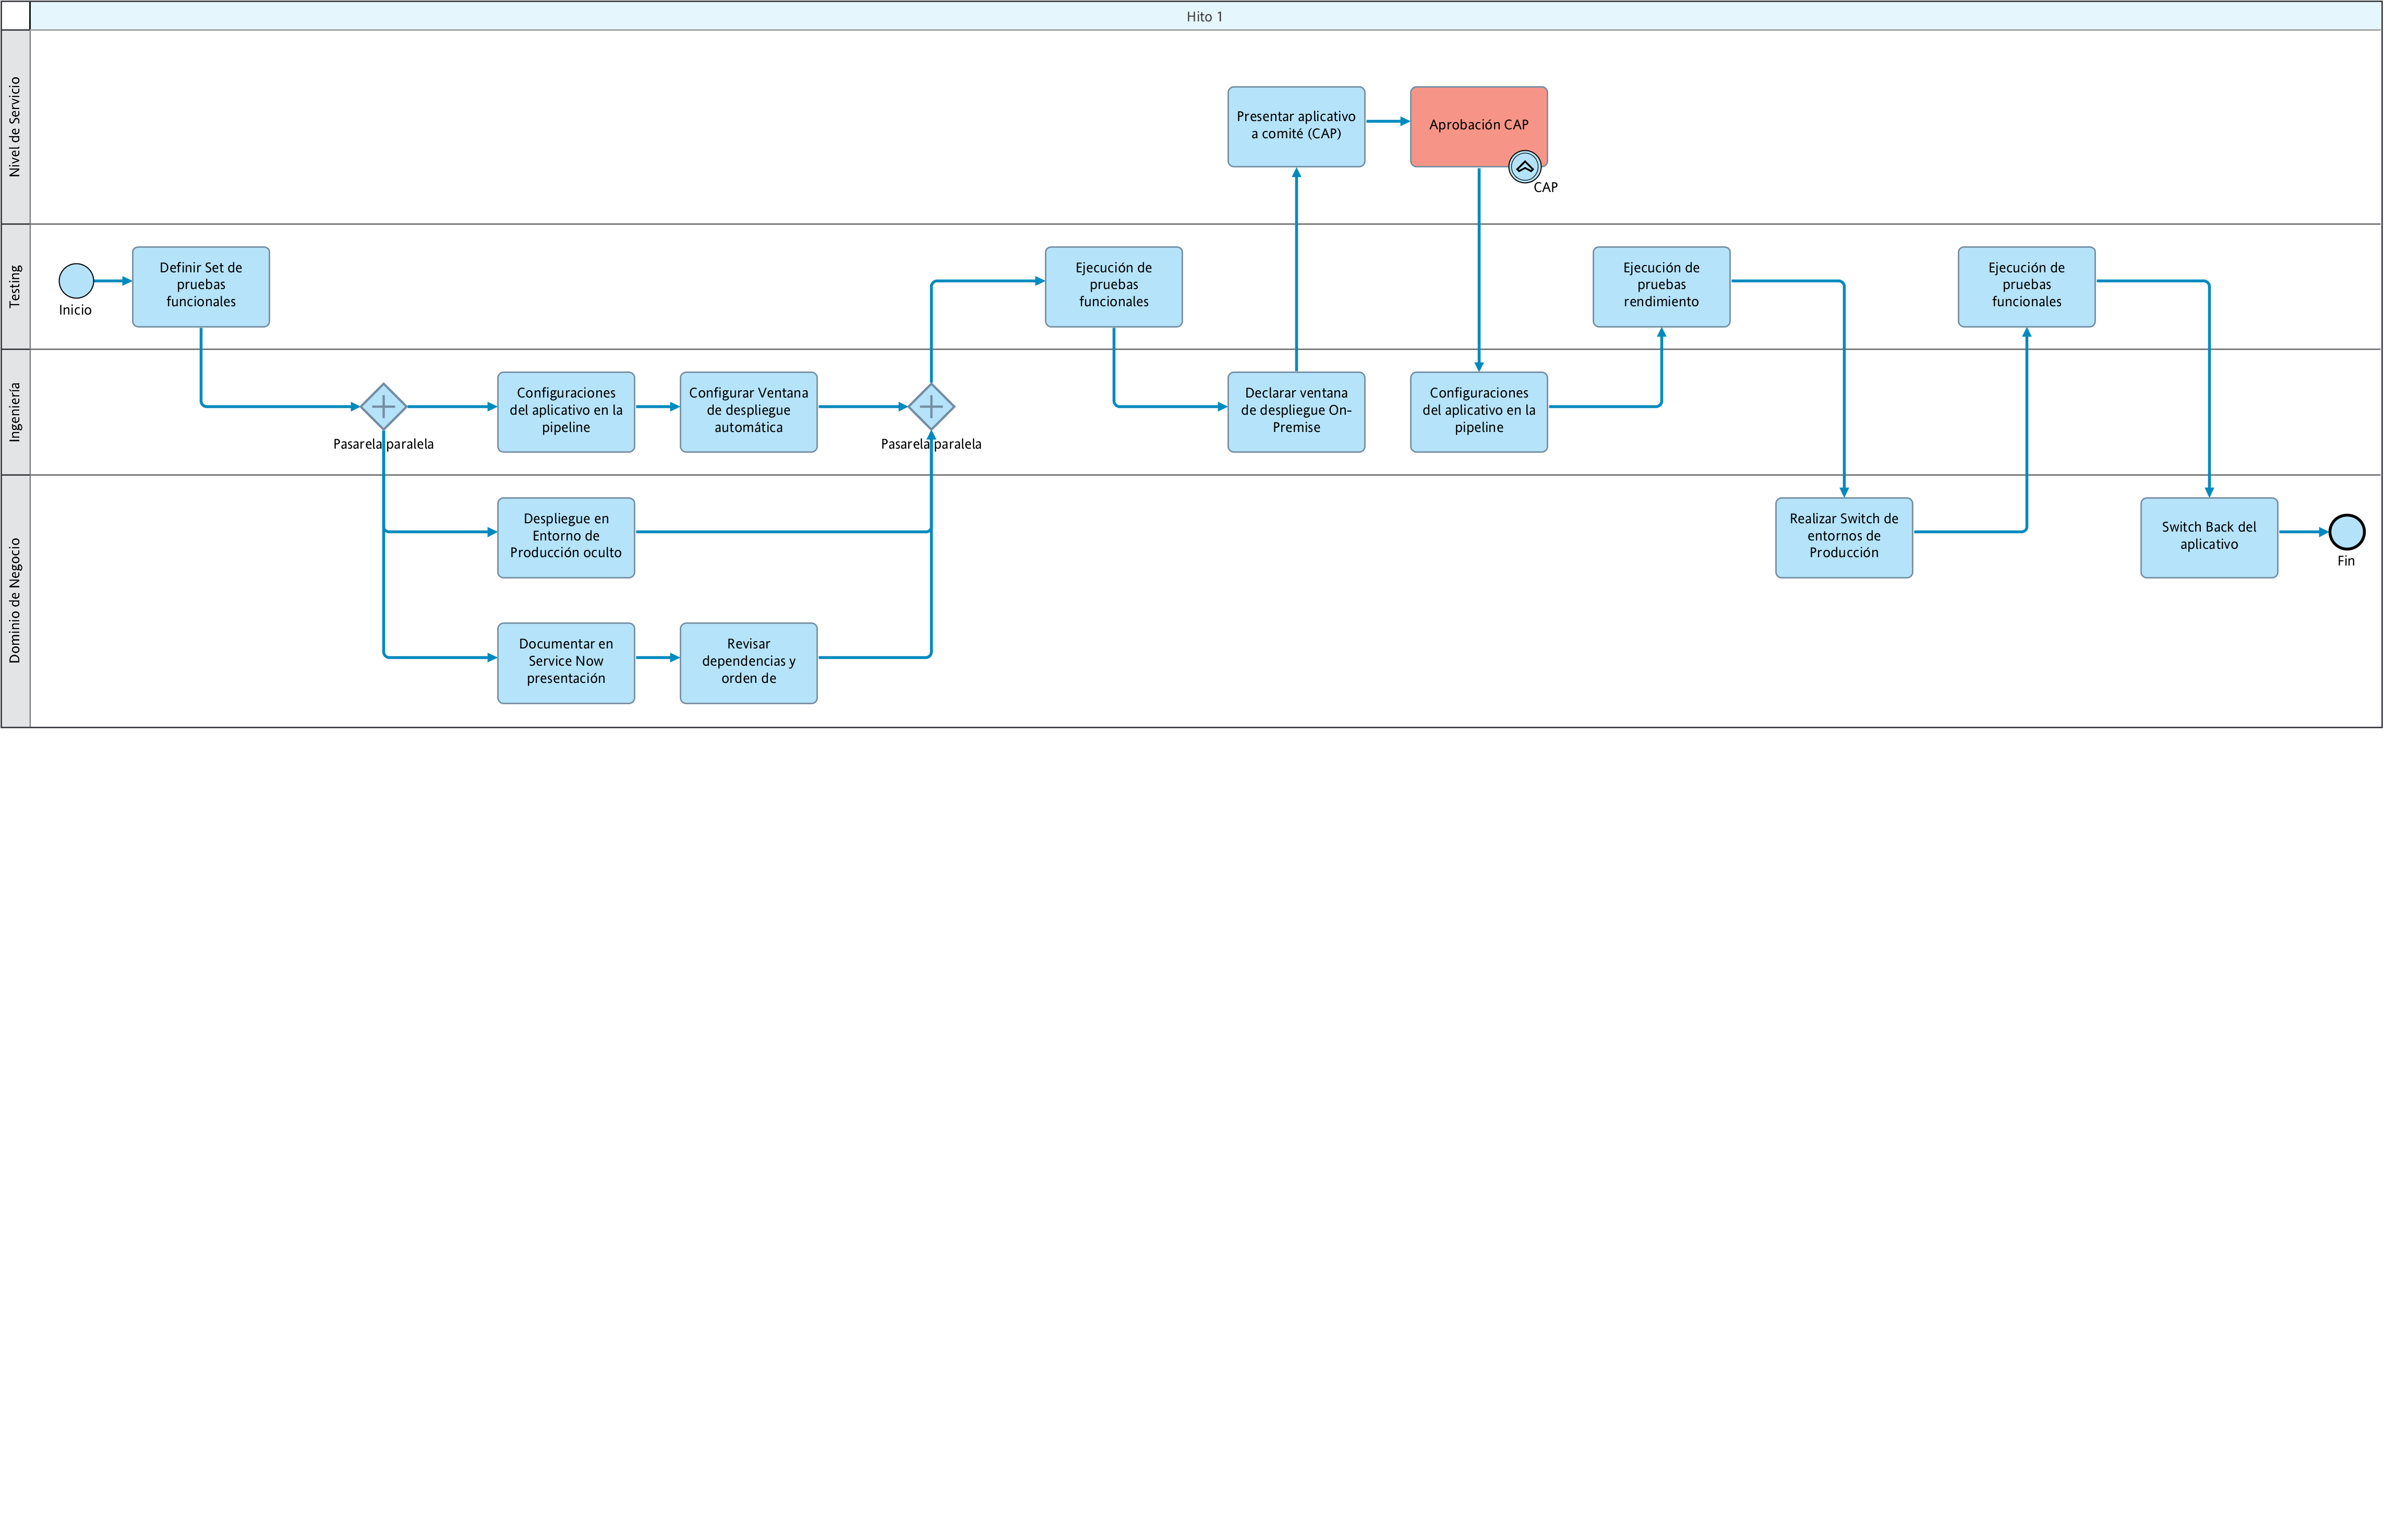 Hito 1
Nivel de Servicio
Presentar aplicativo
a comité (CAP)
Aprobación CAP
CAP
Testing
Inicio
Definir Set de
pruebas
funcionales
Ejecución de
pruebas
funcionales
Ejecución de
pruebas
rendimiento
Ejecución de
pruebas
funcionales
Ingeniería
Pasarela paralela
Configuraciones
del aplicativo en la
pipeline
Configurar Ventana
de despliegue
automática
Pasarela paralela
Declarar ventana
de despliegue On-
Premise
Configuraciones
del aplicativo en la
pipeline
Dominio de Negocio
Despliegue en
Entorno de
Producción oculto
Realizar Switch de
entornos de
Producción
Switch Back del
aplicativo
Fin
Documentar en
Service Now
presentación
Revisar
dependencias y
orden de